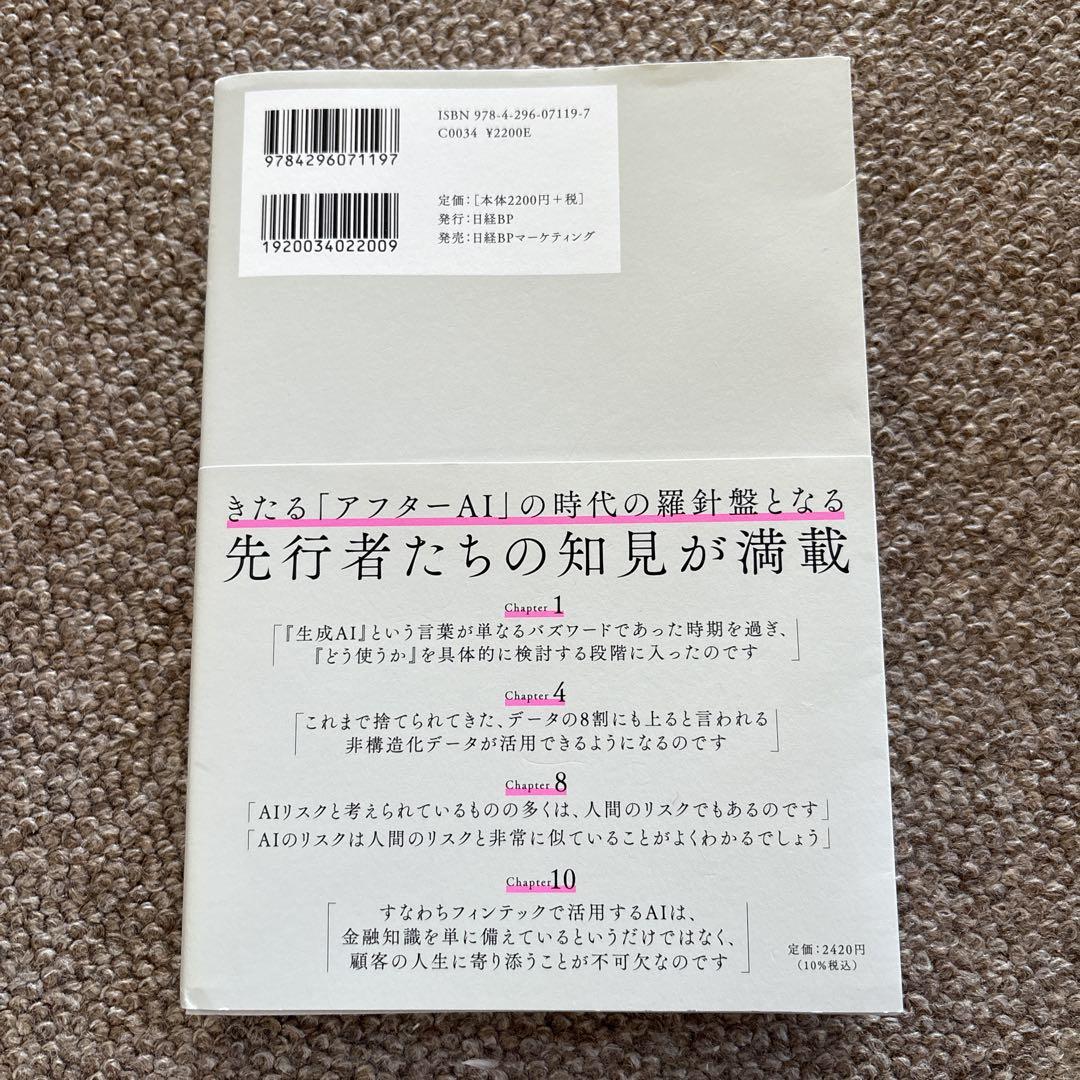 ISBN 978-4-296-07119-7
C0034 ¥2200E
9784296071197
定価：［本体2200円＋税］
発行：日経BP
発売：日経BPマーケティング
1920034022009
きたる「アフターAI」の時代の羅針盤となる
先行者たちの知見が満載
Chapter 1
「『生成AI』という言葉が単なるバズワードであった時期を過ぎ、
『どう使うか』を具体的に検討する段階に入ったのです」
Chapter 4
「これまで捨てられてきた、データの8割にも上ると言われる
非構造化データが活用できるようになるのです」
Chapter 8
「AIリスクと考えられているものの多くは、人間のリスクでもあるのです」
「AIのリスクは人間のリスクと非常に似ていることがよくわかるでしょう」
Chapter 10
「すなわちフィンテックで活用するAIは、
金融知識を単に備えているというだけではなく、
顧客の人生に寄り添うことが不可欠なのです」
定価：2420円
（10%税込）